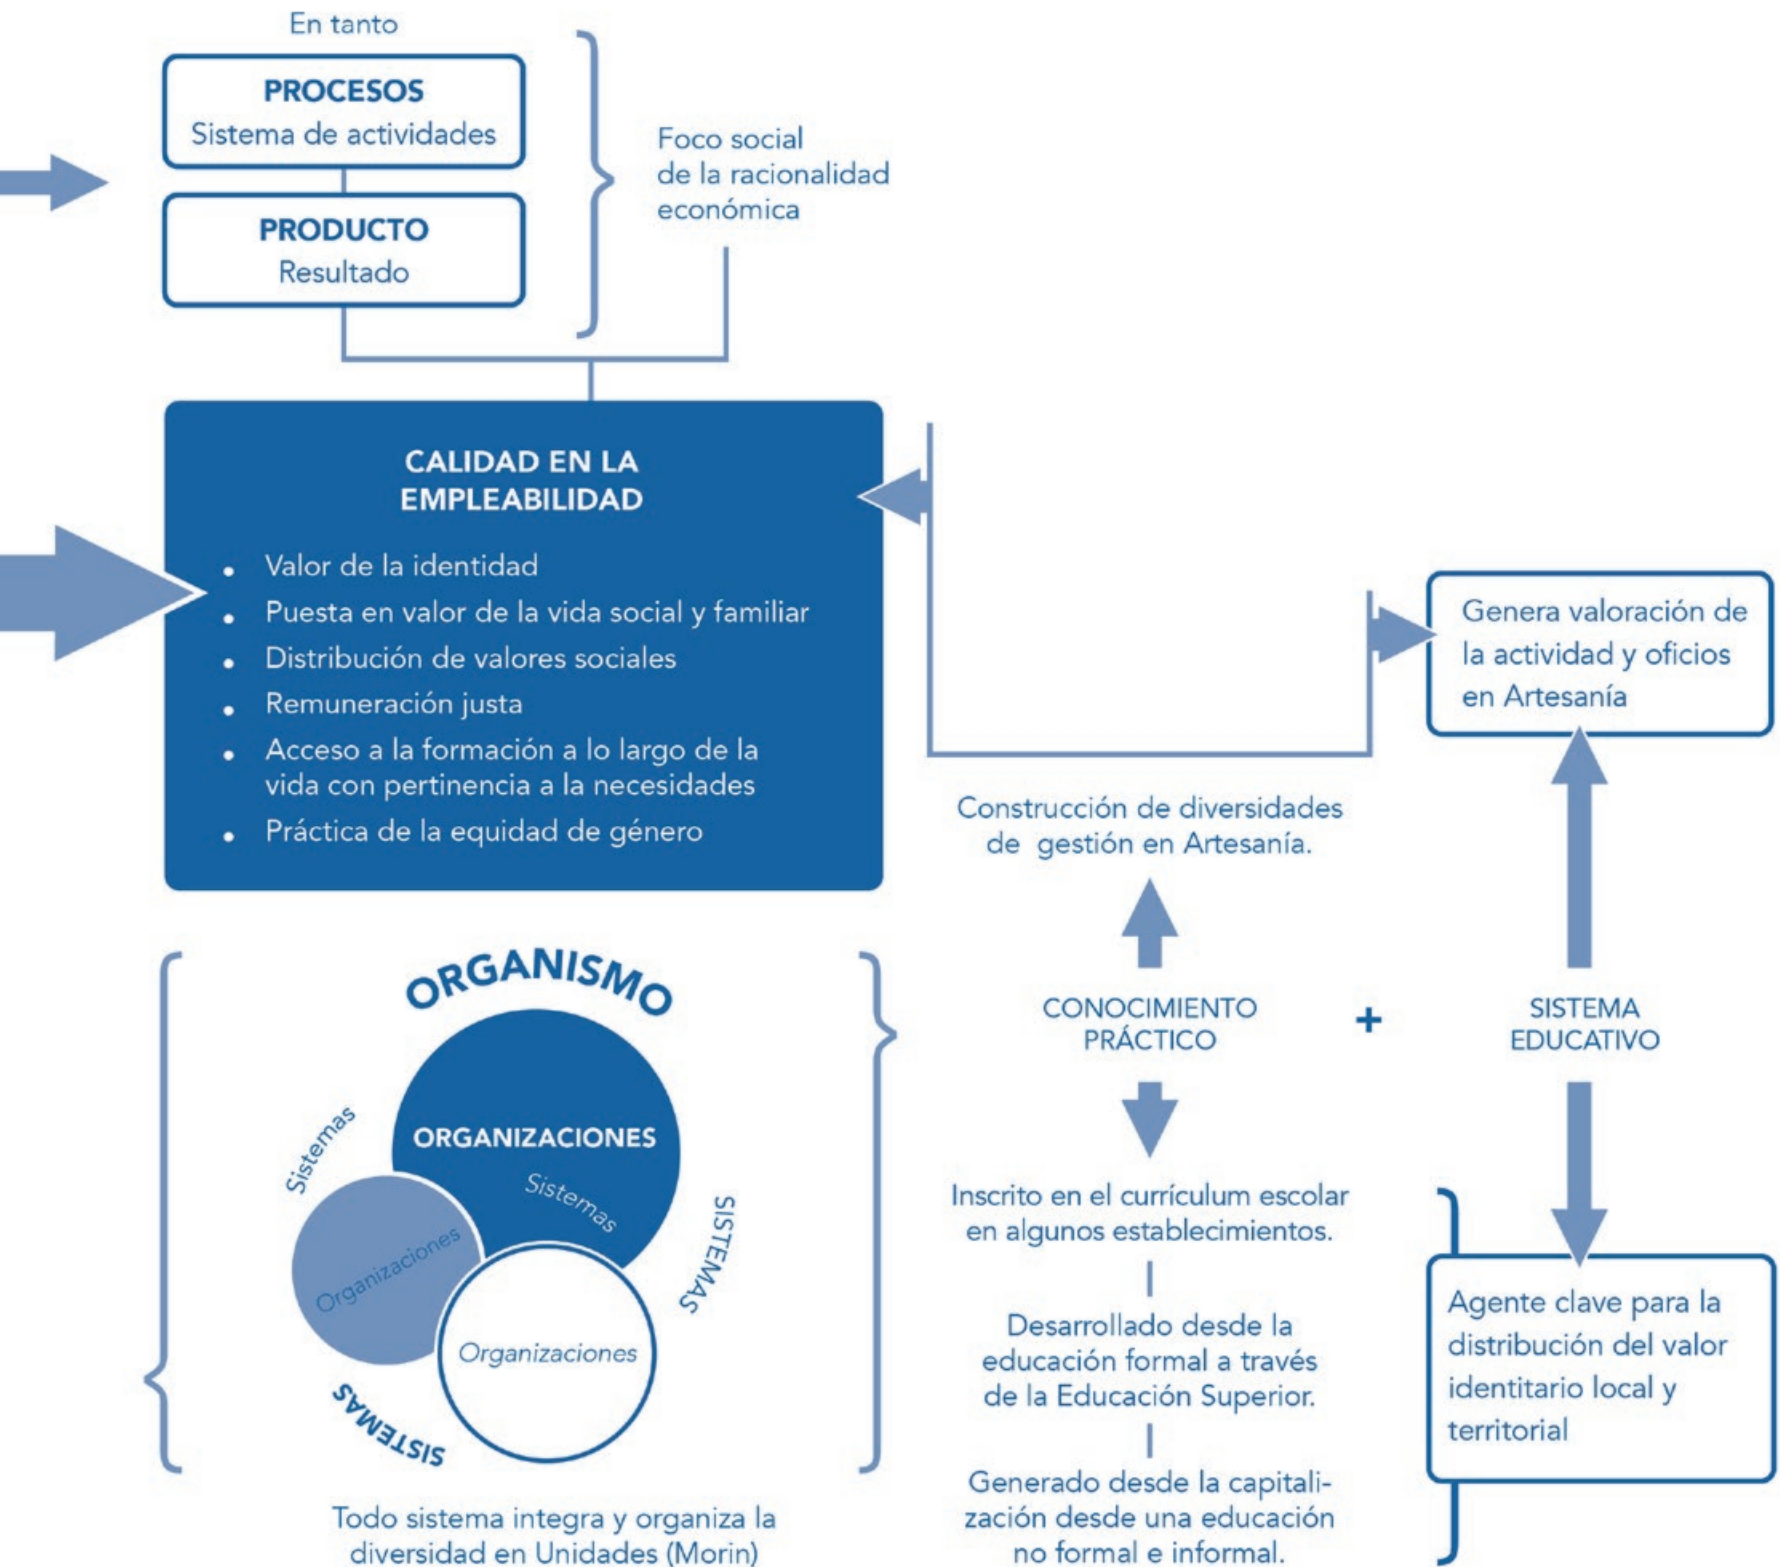 En tanto
PROCESOS
Sistema de actividades
PRODUCTO
Resultado
Foco social
de la racionalidad
económica
CALIDAD EN LA
EMPLEABILIDAD
• Valor de la identidad
• Puesta en valor de la vida social y familiar
• Distribución de valores sociales
• Remuneración justa
• Acceso a la formación a lo largo de la
vida con pertinencia a la necesidades
• Práctica de la equidad de género
Genera valoración de
la actividad y oficios
en Artesanía
Construcción de diversidades
de gestión en Artesanía.
CONOCIMIENTO
PRÁCTICO
+
SISTEMA
EDUCATIVO
Inscrito en el currículum escolar
en algunos establecimientos.
Desarrollado desde la
educación formal a través
de la Educación Superior.
Generado desde la capitali-
zación desde una educación
no formal e informal.
Agente clave para la
distribución del valor
identitario local y
territorial
ORGANISMO
ORGANIZACIONES
Sistemas
Sistemas
SISTEMAS
Organizaciones
Organizaciones
SISTEMAS
Todo sistema integra y organiza la
diversidad en Unidades (Morin)